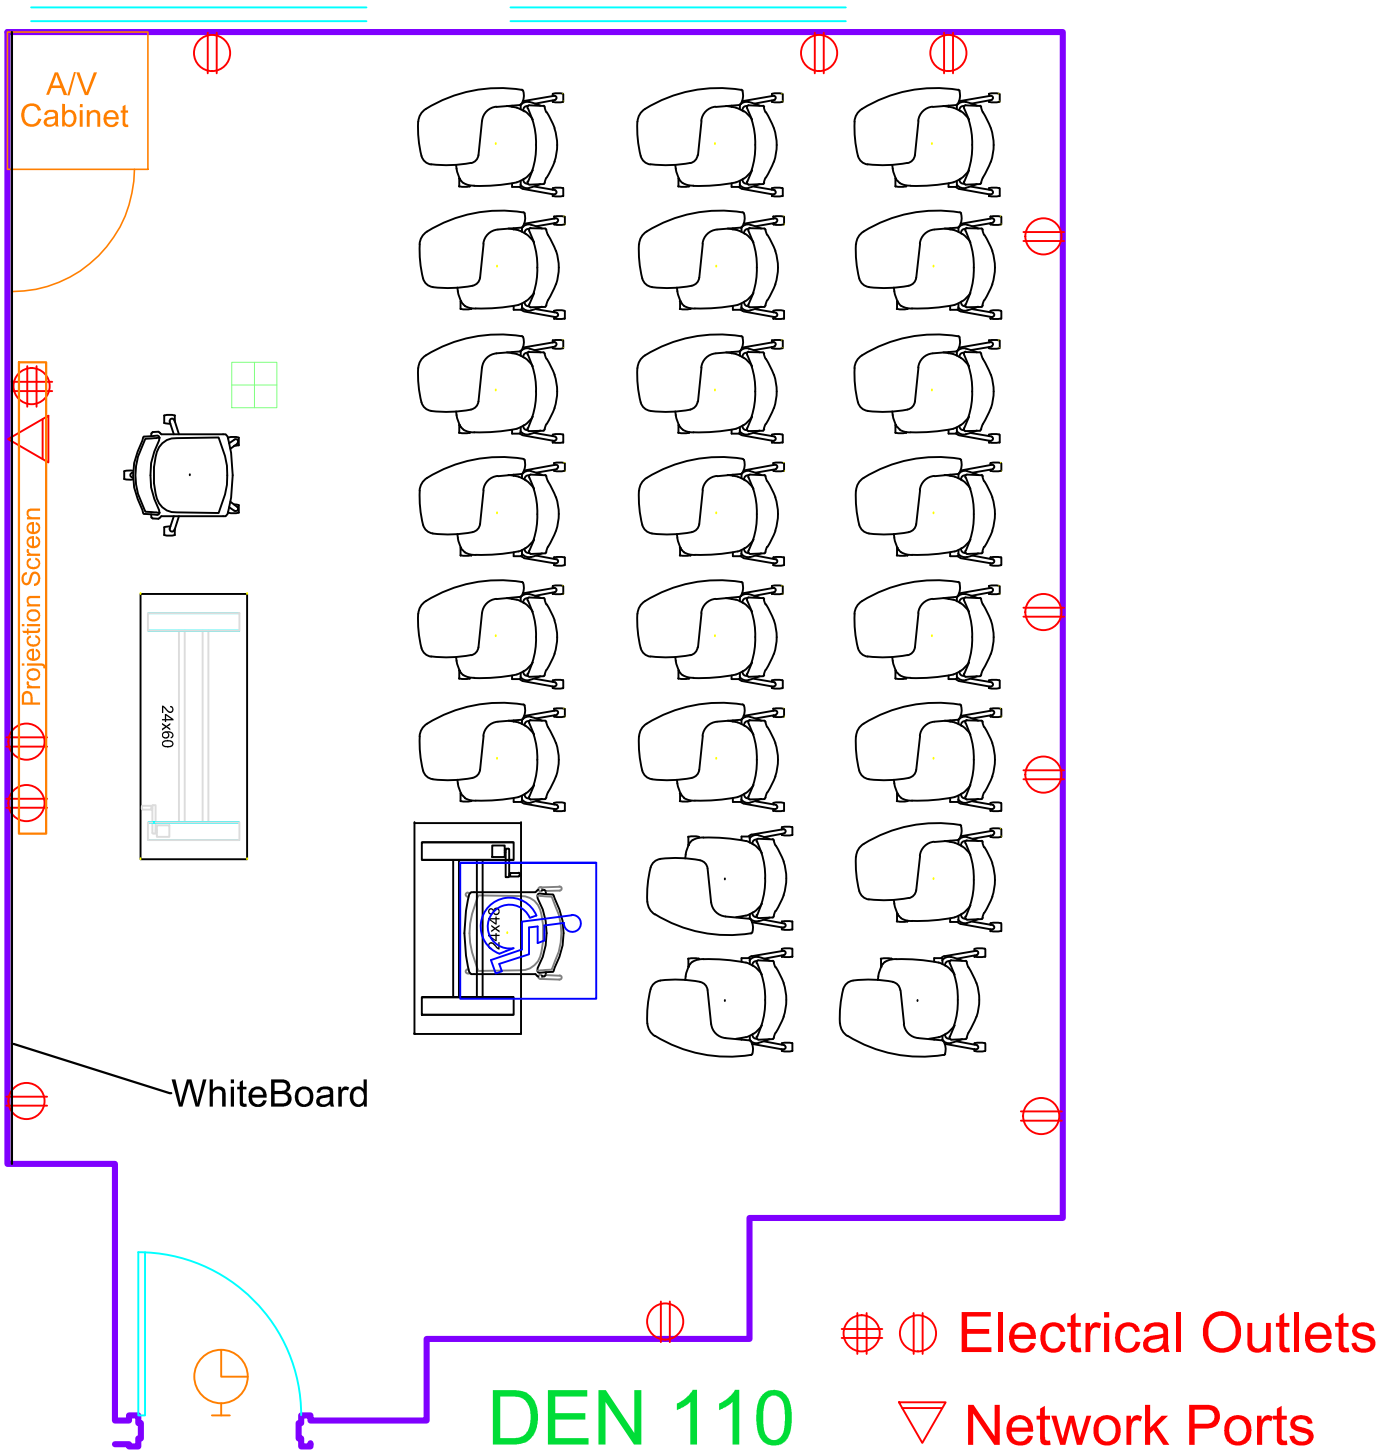 A/V
Cabinet
Projection Screen
24x60
24x48
WhiteBoard
Electrical Outlets
DEN 110
Network Ports